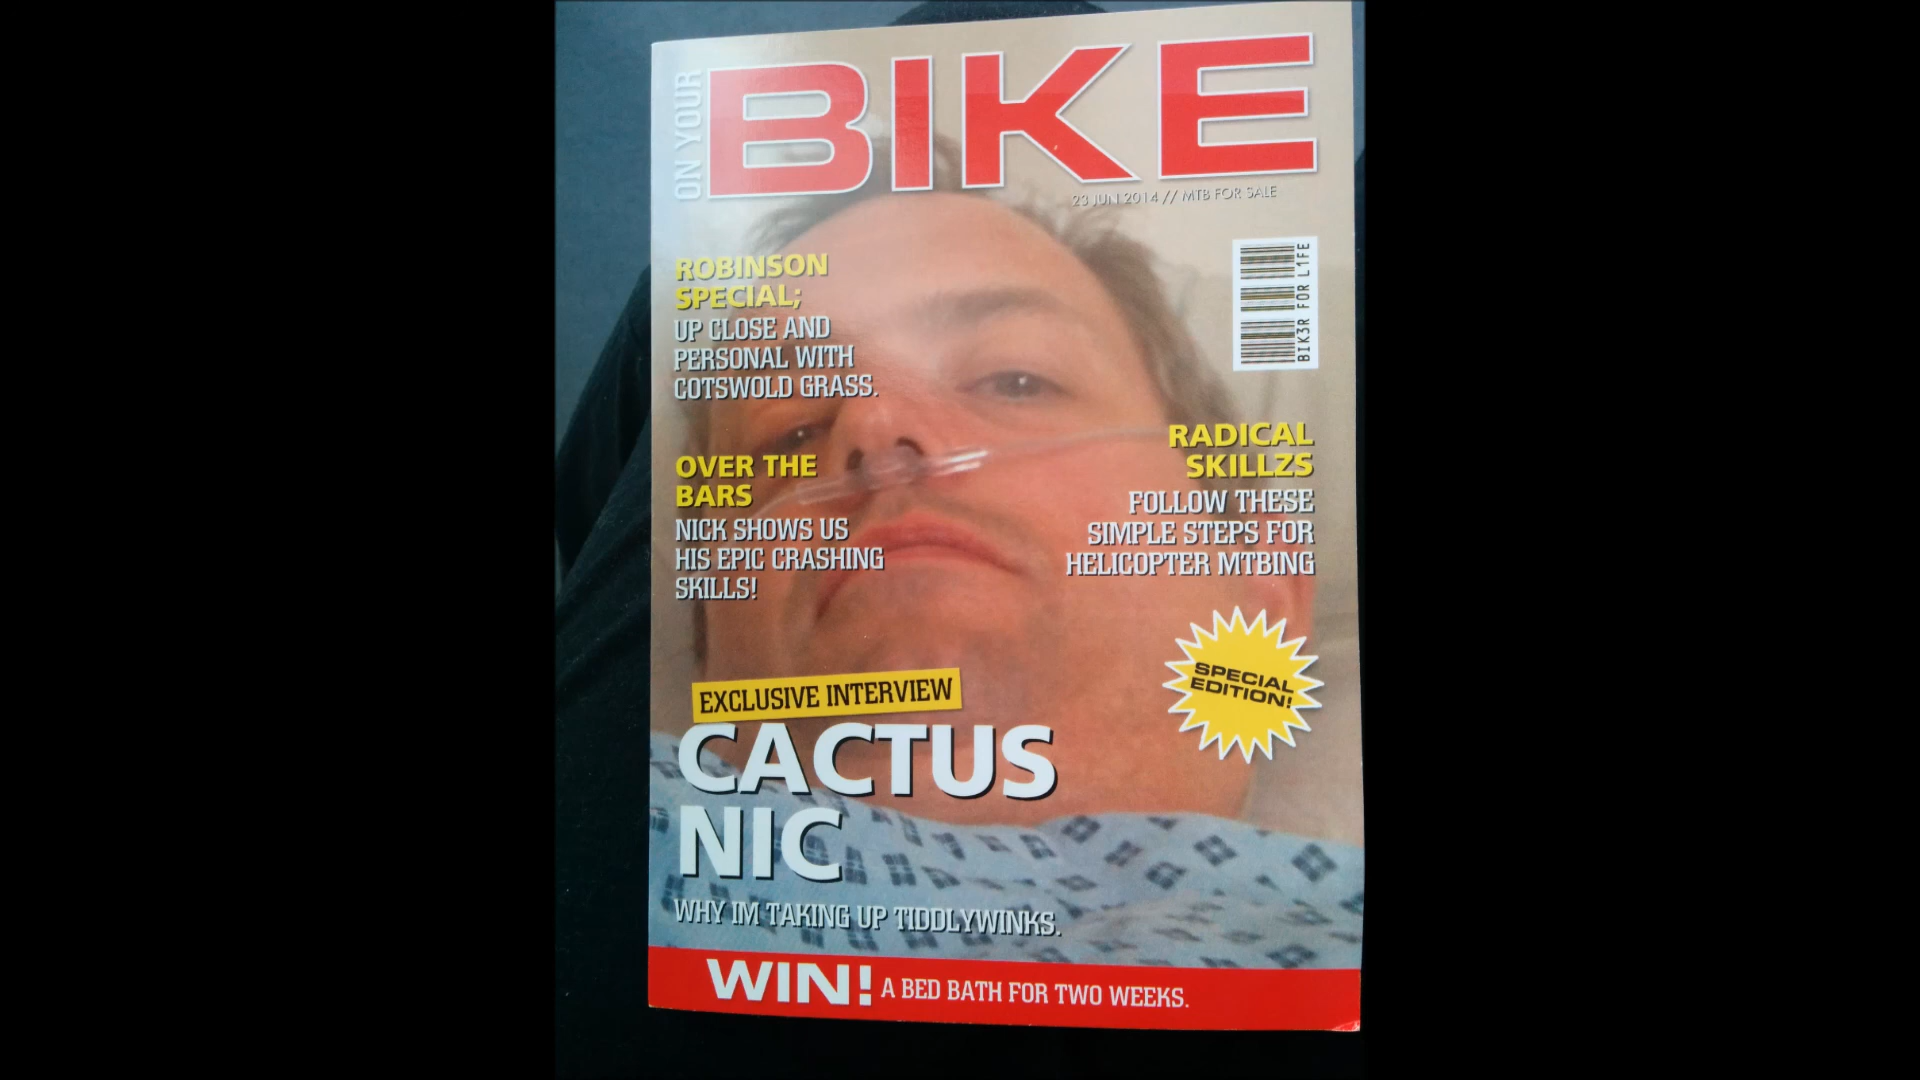 ON YOUR
BIKE
23 JUN 2014 // MTB FOR SALE
ROBINSON
SPECIAL;
UP CLOSE AND
PERSONAL WITH
COTSWOLD GRASS.
BIK3R FOR L1FE
OVER THE
BARS
NICK SHOWS US
HIS EPIC CRASHING
SKILLS!
RADICAL
SKILLZS
FOLLOW THESE
SIMPLE STEPS FOR
HELICOPTER MTBING
SPECIAL
EDITION!
EXCLUSIVE INTERVIEW
CACTUS
NIC
WHY IM TAKING UP TIDDLYWINKS.
WIN! A BED BATH FOR TWO WEEKS.